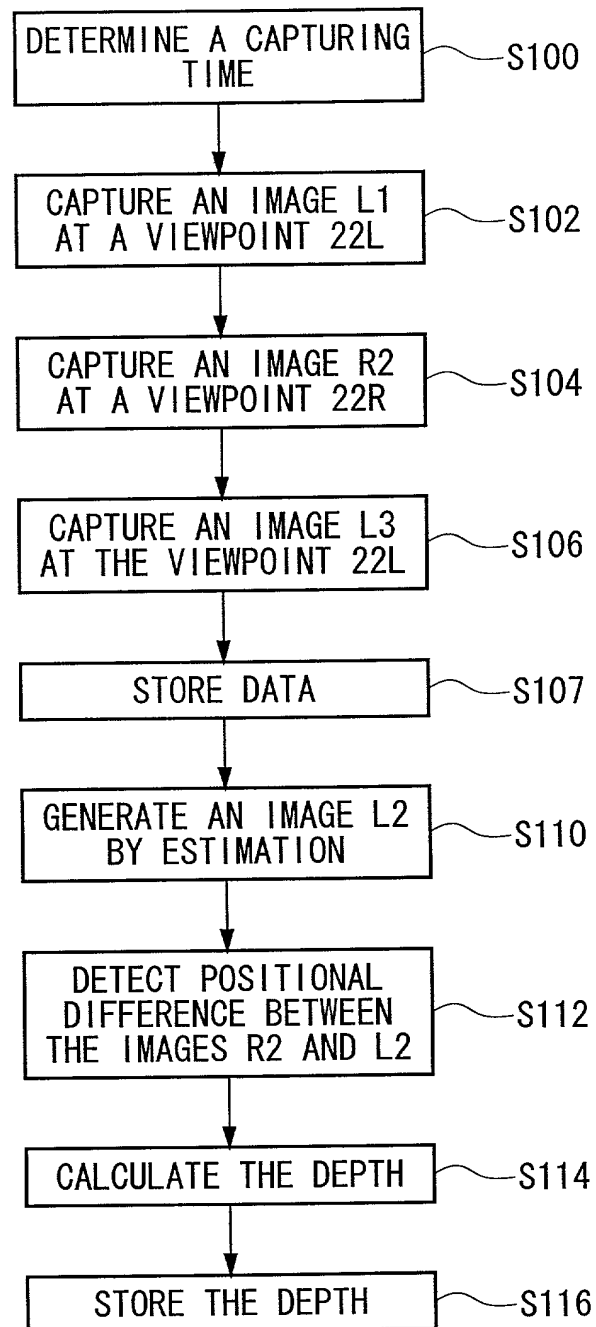 DETERMINE A CAPTURING
TIME
S100
CAPTURE AN IMAGE L1
AT A VIEWPOINT 22L
S102
CAPTURE AN IMAGE R2
AT A VIEWPOINT 22R
S104
CAPTURE AN IMAGE L3
AT THE VIEWPOINT 22L
S106
STORE DATA
S107
GENERATE AN IMAGE L2
BY ESTIMATION
S110
DETECT POSITIONAL
DIFFERENCE BETWEEN
THE IMAGES R2 AND L2
S112
CALCULATE THE DEPTH
S114
STORE THE DEPTH
S116